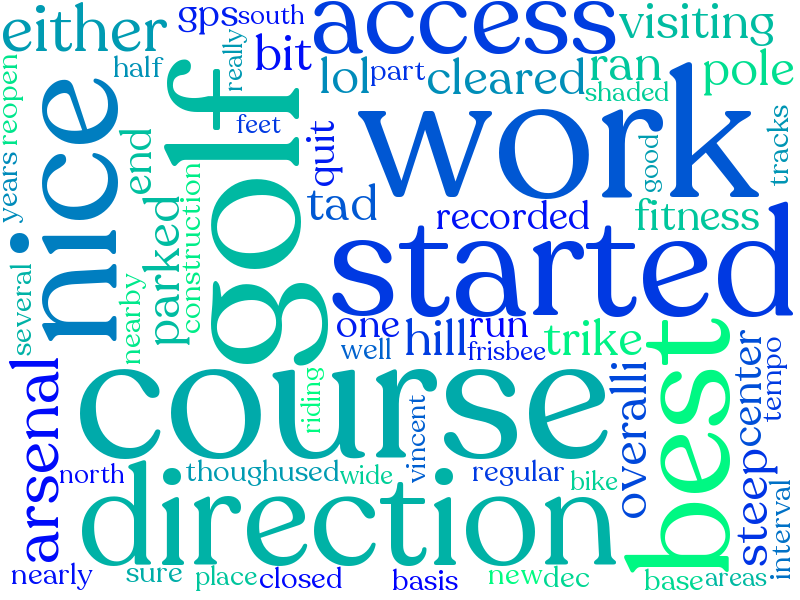 either
gps
south
access
visiting
half
really
bit
lol
part
cleared
ran
pole
shaded
reopen
nice
golf
feet
quit
work
good
tracks
years
end
tad
recorded
fitness
parked
construction
started
several
nearby
one
hill
run
trike
well
frisbee
best
center
tempo
arsenal
course
riding
vincent
overalli
steep
interval
north
thoughused
wide
regular
bike
direction
nearly
sure
place
closed
basis
new
dec
base
areas